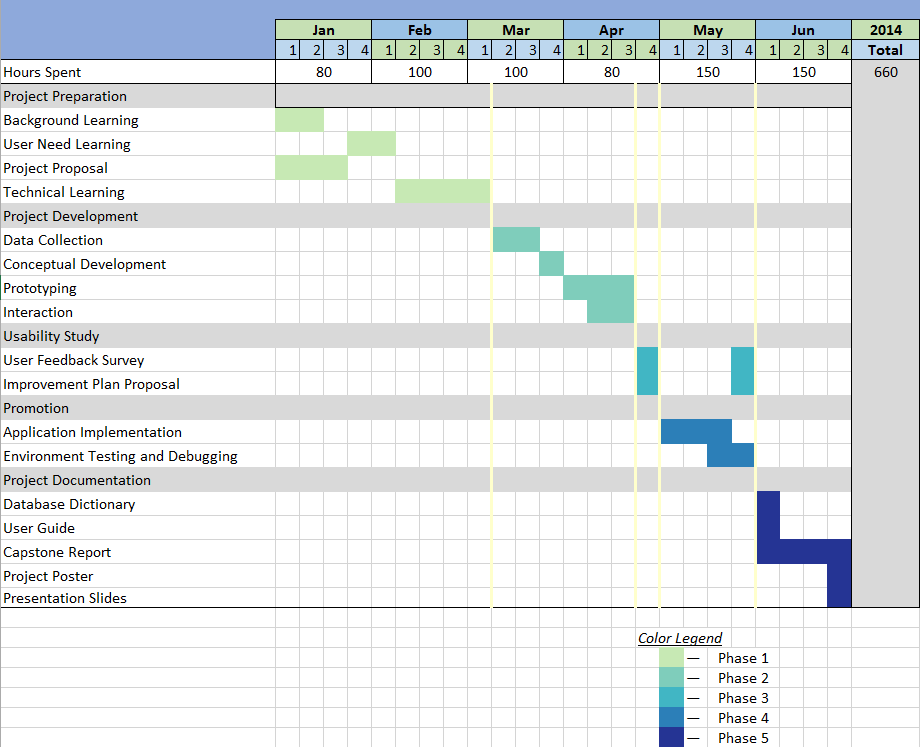 Jan Feb Mar Apr May Jun 2014
1 2 3 4 1 2 3 4 1 2 3 4 1 2 3 4 1 2 3 4 1 2 3 4 Total
Hours Spent 80 100 100 80 150 150 660
Project Preparation
Background Learning
User Need Learning
Project Proposal
Technical Learning
Project Development
Data Collection
Conceptual Development
Prototyping
Interaction
Usability Study
User Feedback Survey
Improvement Plan Proposal
Promotion
Application Implementation
Environment Testing and Debugging
Project Documentation
Database Dictionary
User Guide
Capstone Report
Project Poster
Presentation Slides
Color Legend
— Phase 1
— Phase 2
— Phase 3
— Phase 4
— Phase 5